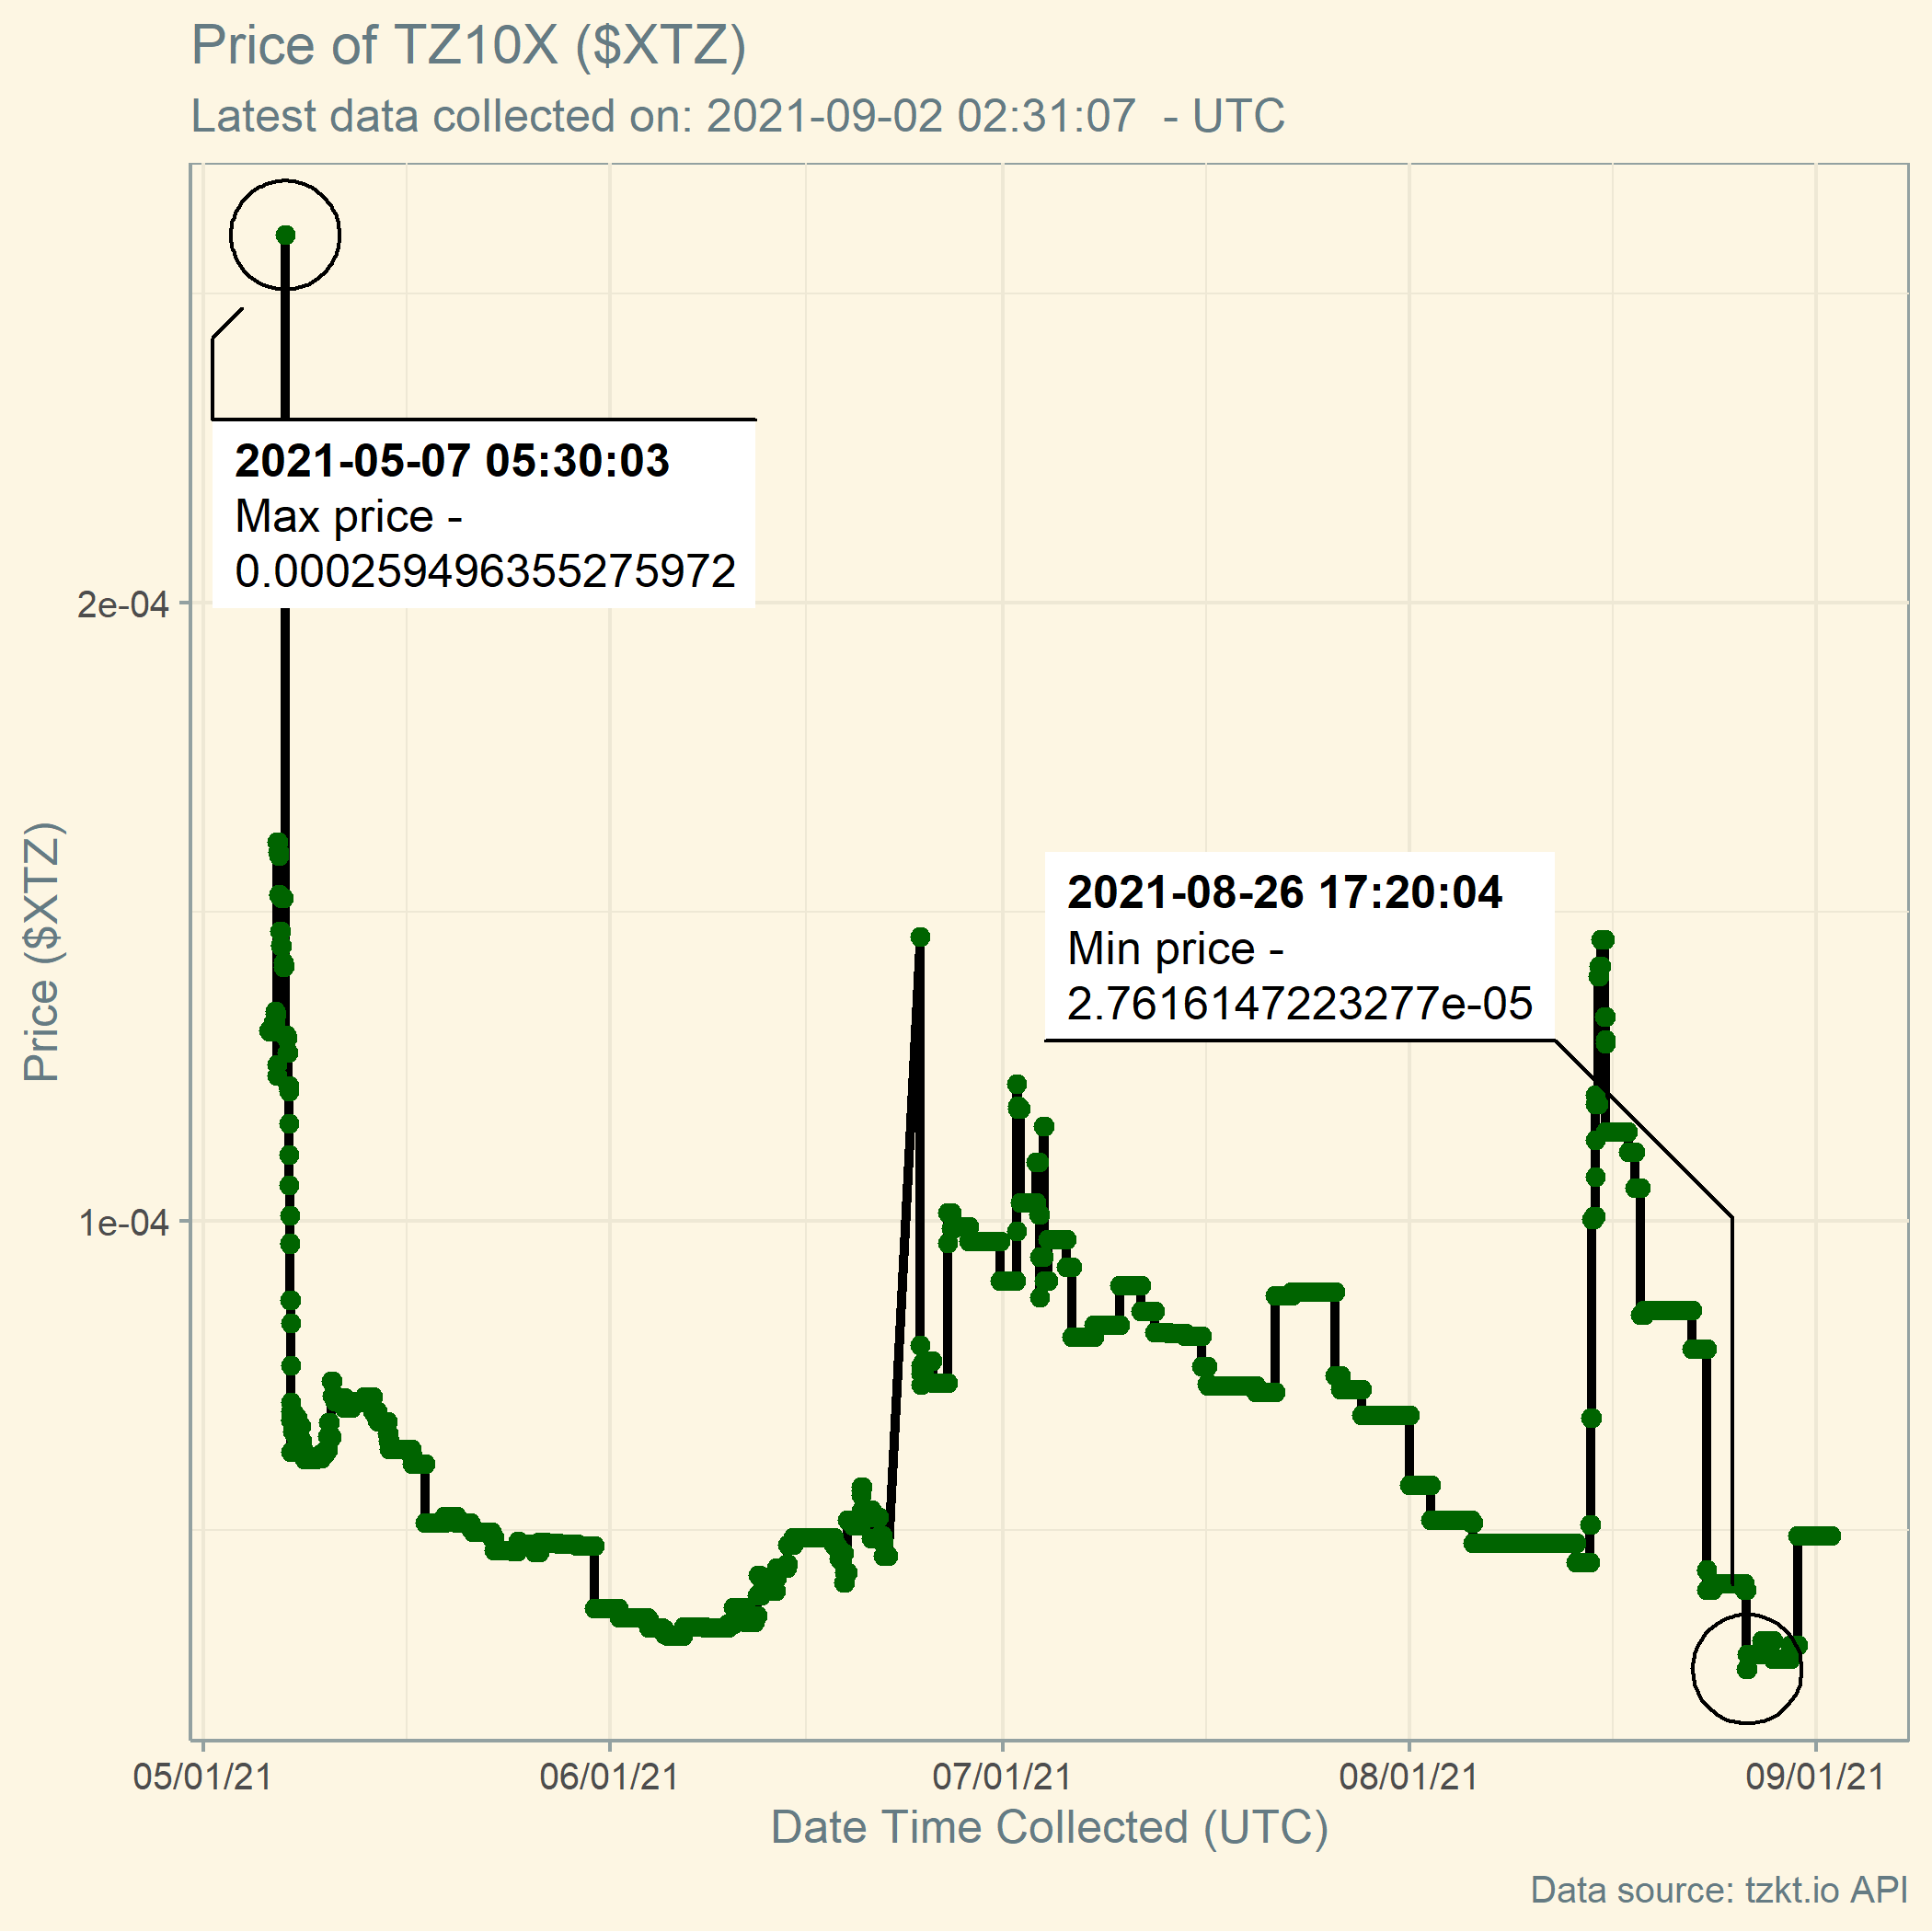 Price of TZ10X ($XTZ)
Latest data collected on: 2021-09-02 02:31:07  - UTC
2021-05-07 05:30:03
Max price -
0.000259496355275972
2e-04
Price ($XTZ)
2021-08-26 17:20:04
Min price -
2.76161147223277e-05
1e-04
05/01/21
06/01/21
07/01/21
08/01/21
09/01/21
Date Time Collected (UTC)
Data source: tzkt.io API